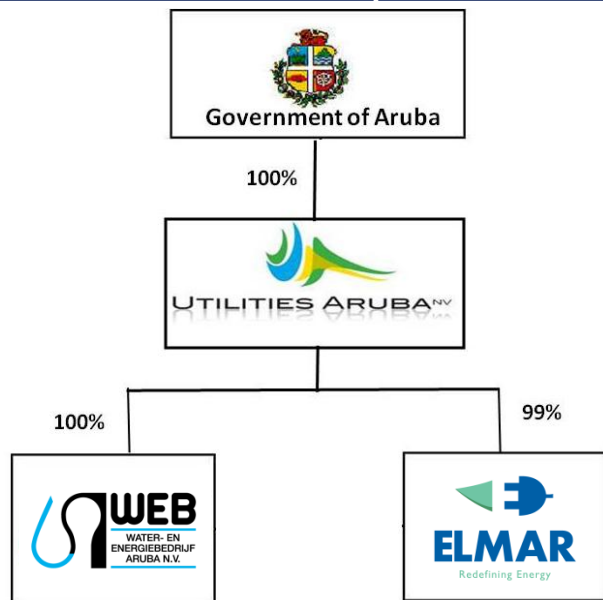 Government of Aruba
100%
UTILITIES ARUBA NV
100%
99%
WEB
WATER- EN
ENERGIEBEDRIJF
ARUBA N.V.
ELMAR
Redefining Energy